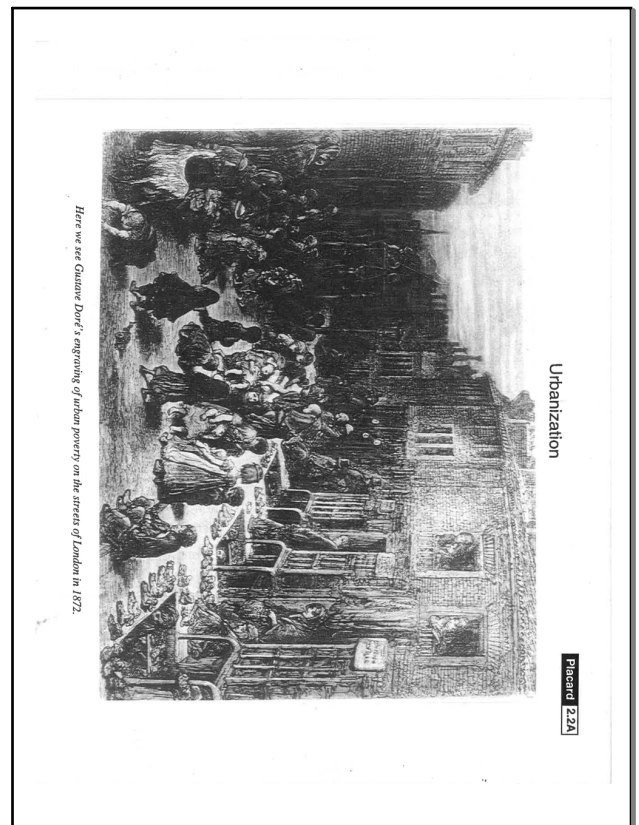 Urbanization
Placard 2.2A
Here we see Gustave Doré's engraving of urban poverty on the streets of London in 1872.